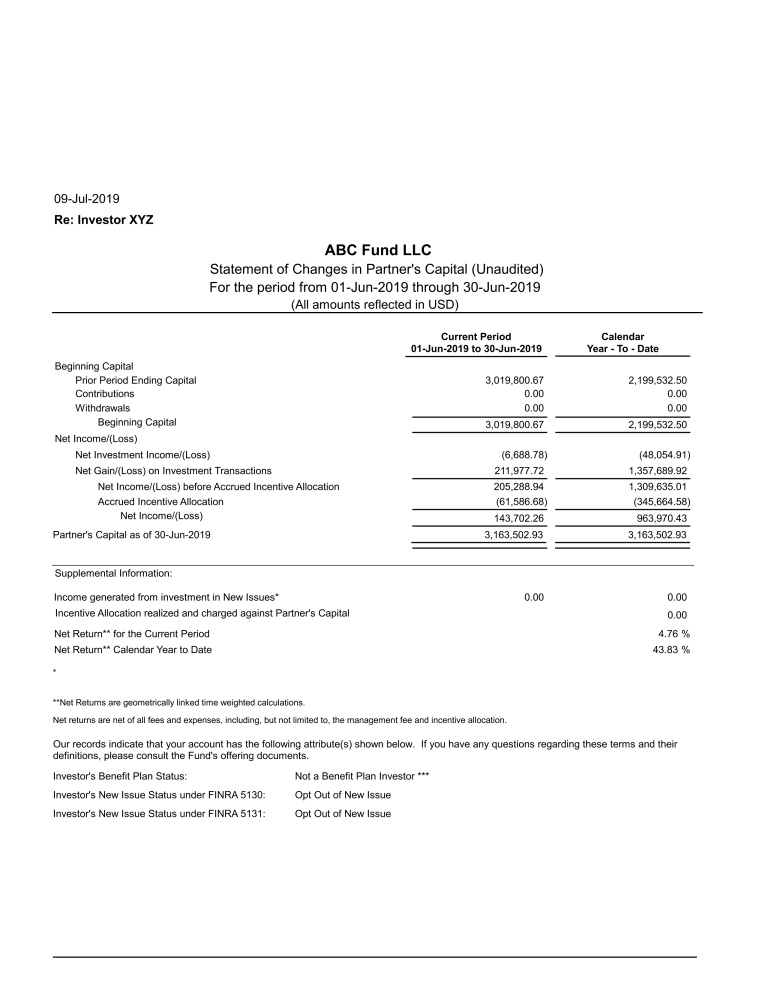 09-Jul-2019
Re: Investor XYZ
ABC Fund LLC
Statement of Changes in Partner's Capital (Unaudited)
For the period from 01-Jun-2019 through 30-Jun-2019
(All amounts reflected in USD)
Current Period Calendar
01-Jun-2019 to 30-Jun-2019 Year - To - Date
Beginning Capital
Prior Period Ending Capital 3,019,800.67 2,199,532.50
Contributions 0.00 0.00
Withdrawals 0.00 0.00
Beginning Capital 3,019,800.67 2,199,532.50
Net Income/(Loss)
Net Investment Income/(Loss) (6,688.78) (48,054.91)
Net Gain/(Loss) on Investment Transactions 211,977.72 1,357,689.92
Net Income/(Loss) before Accrued Incentive Allocation 205,288.94 1,309,635.01
Accrued Incentive Allocation (61,586.68) (345,664.58)
Net Income/(Loss) 143,702.26 963,970.43
Partner's Capital as of 30-Jun-2019 3,163,502.93 3,163,502.93
Supplemental Information:
Income generated from investment in New Issues* 0.00 0.00
Incentive Allocation realized and charged against Partner's Capital 0.00
Net Return** for the Current Period 4.76 %
Net Return** Calendar Year to Date 43.83 %
*
**Net Returns are geometrically linked time weighted calculations.
Net returns are net of all fees and expenses, including, but not limited to, the management fee and incentive allocation.
Our records indicate that your account has the following attribute(s) shown below. If you have any questions regarding these terms and their
definitions, please consult the Fund's offering documents.
Investor's Benefit Plan Status: Not a Benefit Plan Investor ***
Investor's New Issue Status under FINRA 5130: Opt Out of New Issue
Investor's New Issue Status under FINRA 5131: Opt Out of New Issue